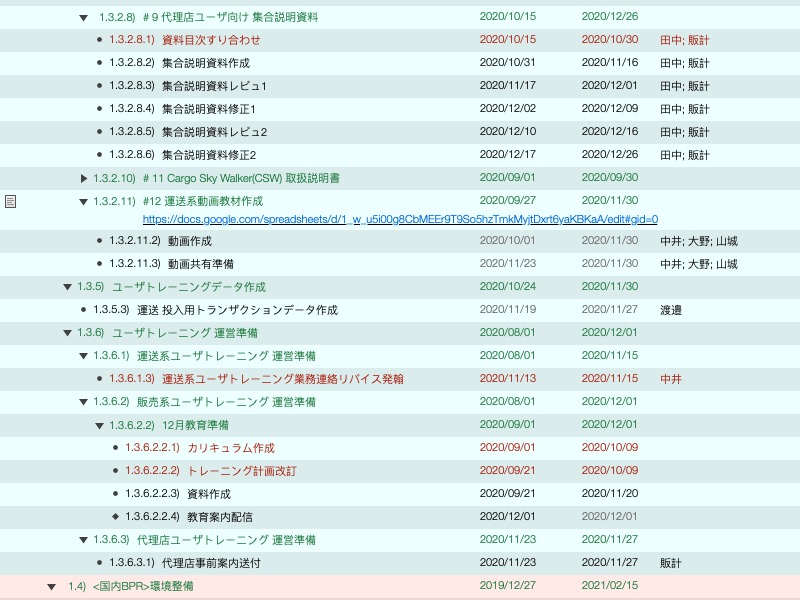 1.3.2.8) # 9 代理店ユーザ向け 集合説明資料 2020/10/15 2020/12/26
1.3.2.8.1) 資料目次すり合わせ 2020/10/15 2020/10/30 田中; 販計
1.3.2.8.2) 集合説明資料作成 2020/10/31 2020/11/16 田中; 販計
1.3.2.8.3) 集合説明資料レビュ1 2020/11/17 2020/12/01 田中; 販計
1.3.2.8.4) 集合説明資料修正1 2020/12/02 2020/12/09 田中; 販計
1.3.2.8.5) 集合説明資料レビュ2 2020/12/10 2020/12/16 田中; 販計
1.3.2.8.6) 集合説明資料修正2 2020/12/17 2020/12/26 田中; 販計
1.3.2.10) # 11 Cargo Sky Walker(CSW) 取扱説明書 2020/09/01 2020/09/30
1.3.2.11) #12 運送系動画教材作成 2020/09/27 2020/11/30
https://docs.google.com/spreadsheets/d/1_w_u5i00g8CbMEEr9T9So5hzTmkMyjtDxrt6yaKBKaA/edit#gid=0
1.3.2.11.2) 動画作成 2020/10/01 2020/11/30 中井; 大野; 山城
1.3.2.11.3) 動画共有準備 2020/11/23 2020/11/30 中井; 大野; 山城
1.3.5) ユーザトレーニングデータ作成 2020/10/24 2020/11/30
1.3.5.3) 運送 投入用トランザクションデータ作成 2020/11/19 2020/11/27 渡邉
1.3.6) ユーザトレーニング 運営準備 2020/08/01 2020/12/01
1.3.6.1) 運送系ユーザトレーニング 運営準備 2020/08/01 2020/11/15
1.3.6.1.3) 運送系ユーザトレーニング業務連絡リバイス発翰 2020/11/13 2020/11/15 中井
1.3.6.2) 販売系ユーザトレーニング 運営準備 2020/08/01 2020/12/01
1.3.6.2.2) 12月教育準備 2020/09/01 2020/12/01
1.3.6.2.2.1) カリキュラム作成 2020/09/01 2020/10/09
1.3.6.2.2.2) トレーニング計画改訂 2020/09/21 2020/10/09
1.3.6.2.2.3) 資料作成 2020/09/21 2020/11/20
1.3.6.2.2.4) 教育案内配信 2020/12/01 2020/12/01
1.3.6.3) 代理店ユーザトレーニング 運営準備 2020/11/23 2020/11/27
1.3.6.3.1) 代理店事前案内送付 2020/11/23 2020/11/27 販計
1.4) <国内BPR>環境整備 2019/12/27 2021/02/15